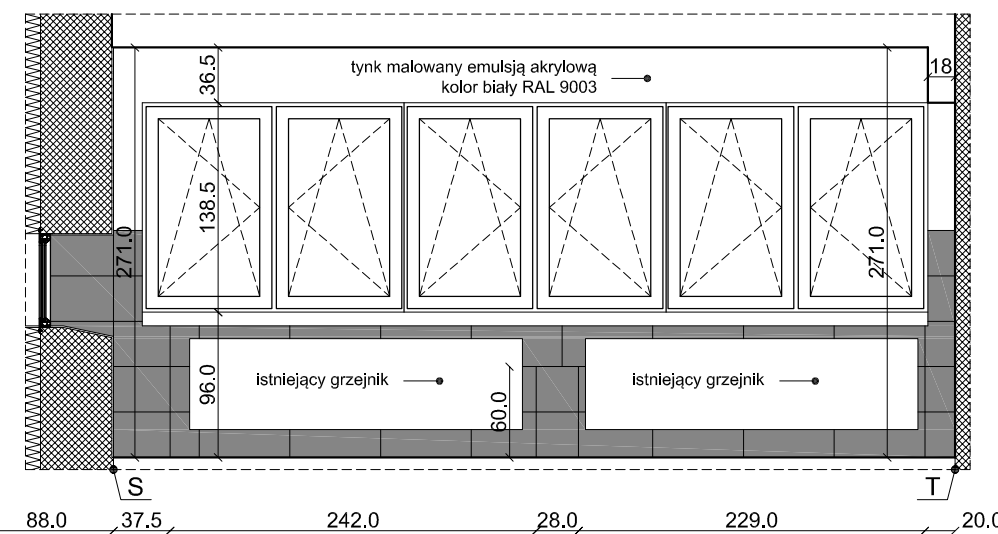 36.5
tynk malowany emulsją akrylową
kolor biały RAL 9003
18
138.5
271.0
271.0
96.0
istniejący grzejnik
60.0
istniejący grzejnik
S
T
88.0 37.5 242.0 28.0 229.0 20.0